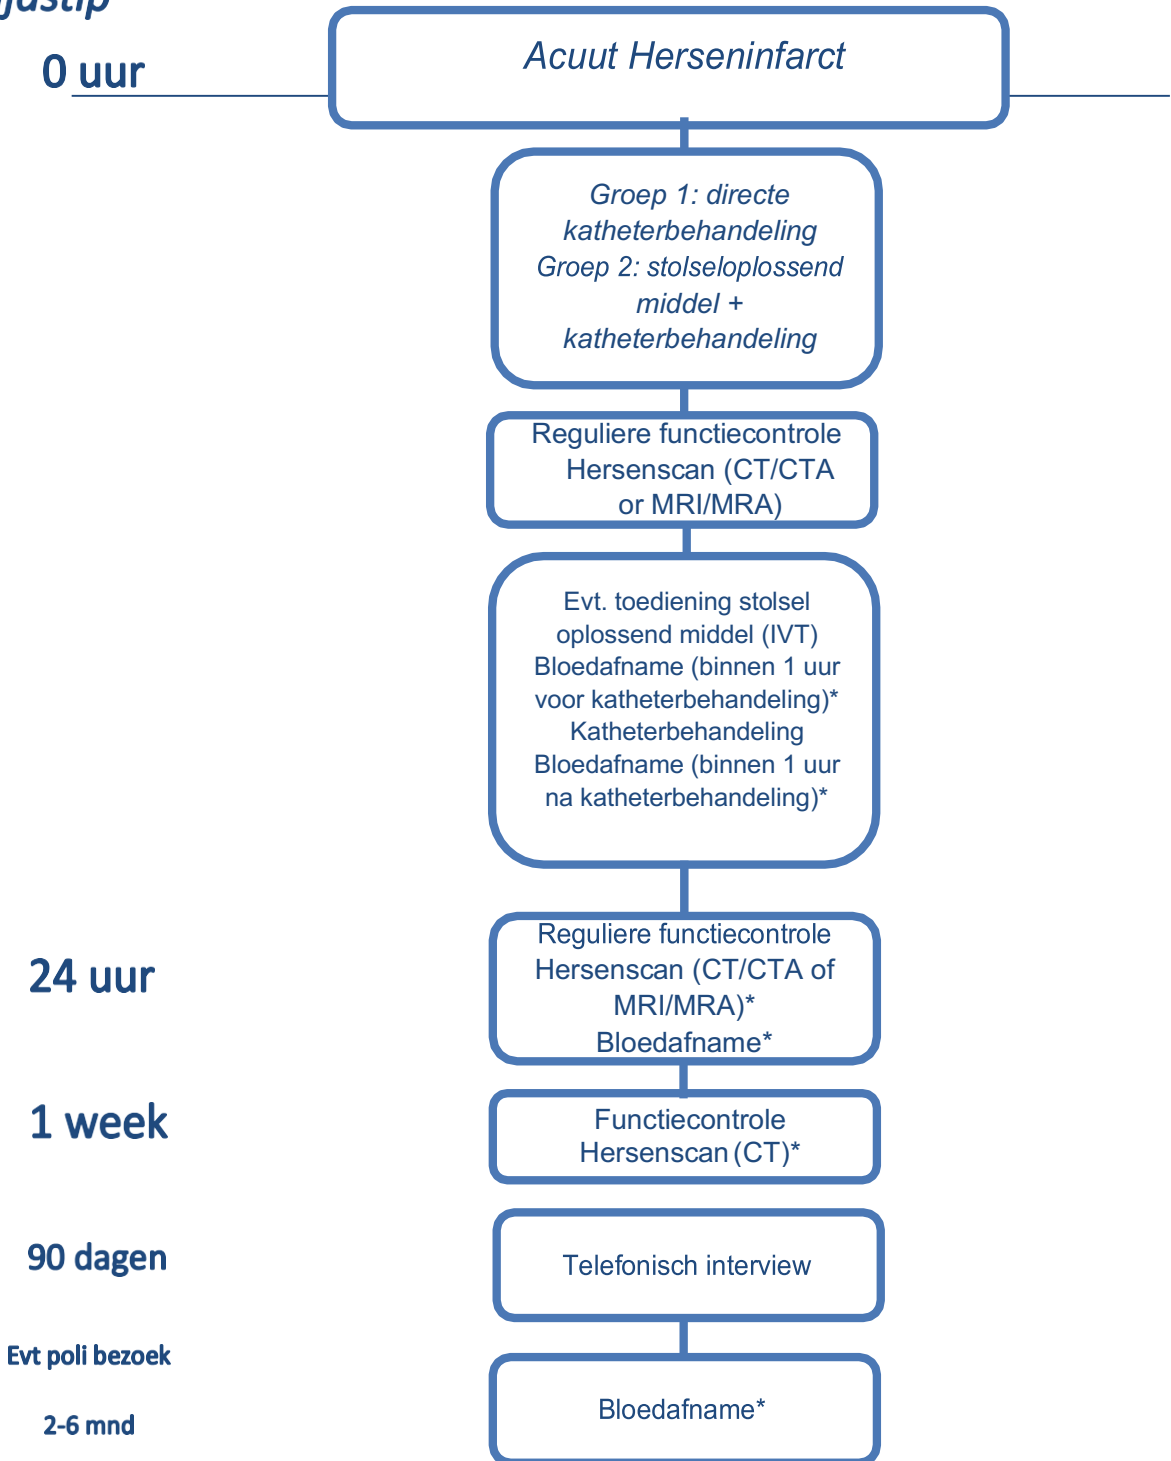 0 uur
Acuut Herseninfarct
Groep 1: directe
katheterbehandeling
Groep 2: stolseloplossend
middel +
katheterbehandeling
Reguliere functiecontrole
Hersenscan (CT/CTA
or MRI/MRA)
Evt. toediening stolsel
oplossend middel (IVT)
Bloedafname (binnen 1 uur
voor katheterbehandeling)*
Katheterbehandeling
Bloedafname (binnen 1 uur
na katheterbehandeling)*
24 uur
Reguliere functiecontrole
Hersenscan (CT/CTA of
MRI/MRA)*
Bloedafname*
1 week
Functiecontrole
Hersenscan (CT)*
90 dagen
Telefonisch interview
Evt poli bezoek
2-6 mnd
Bloedafname*